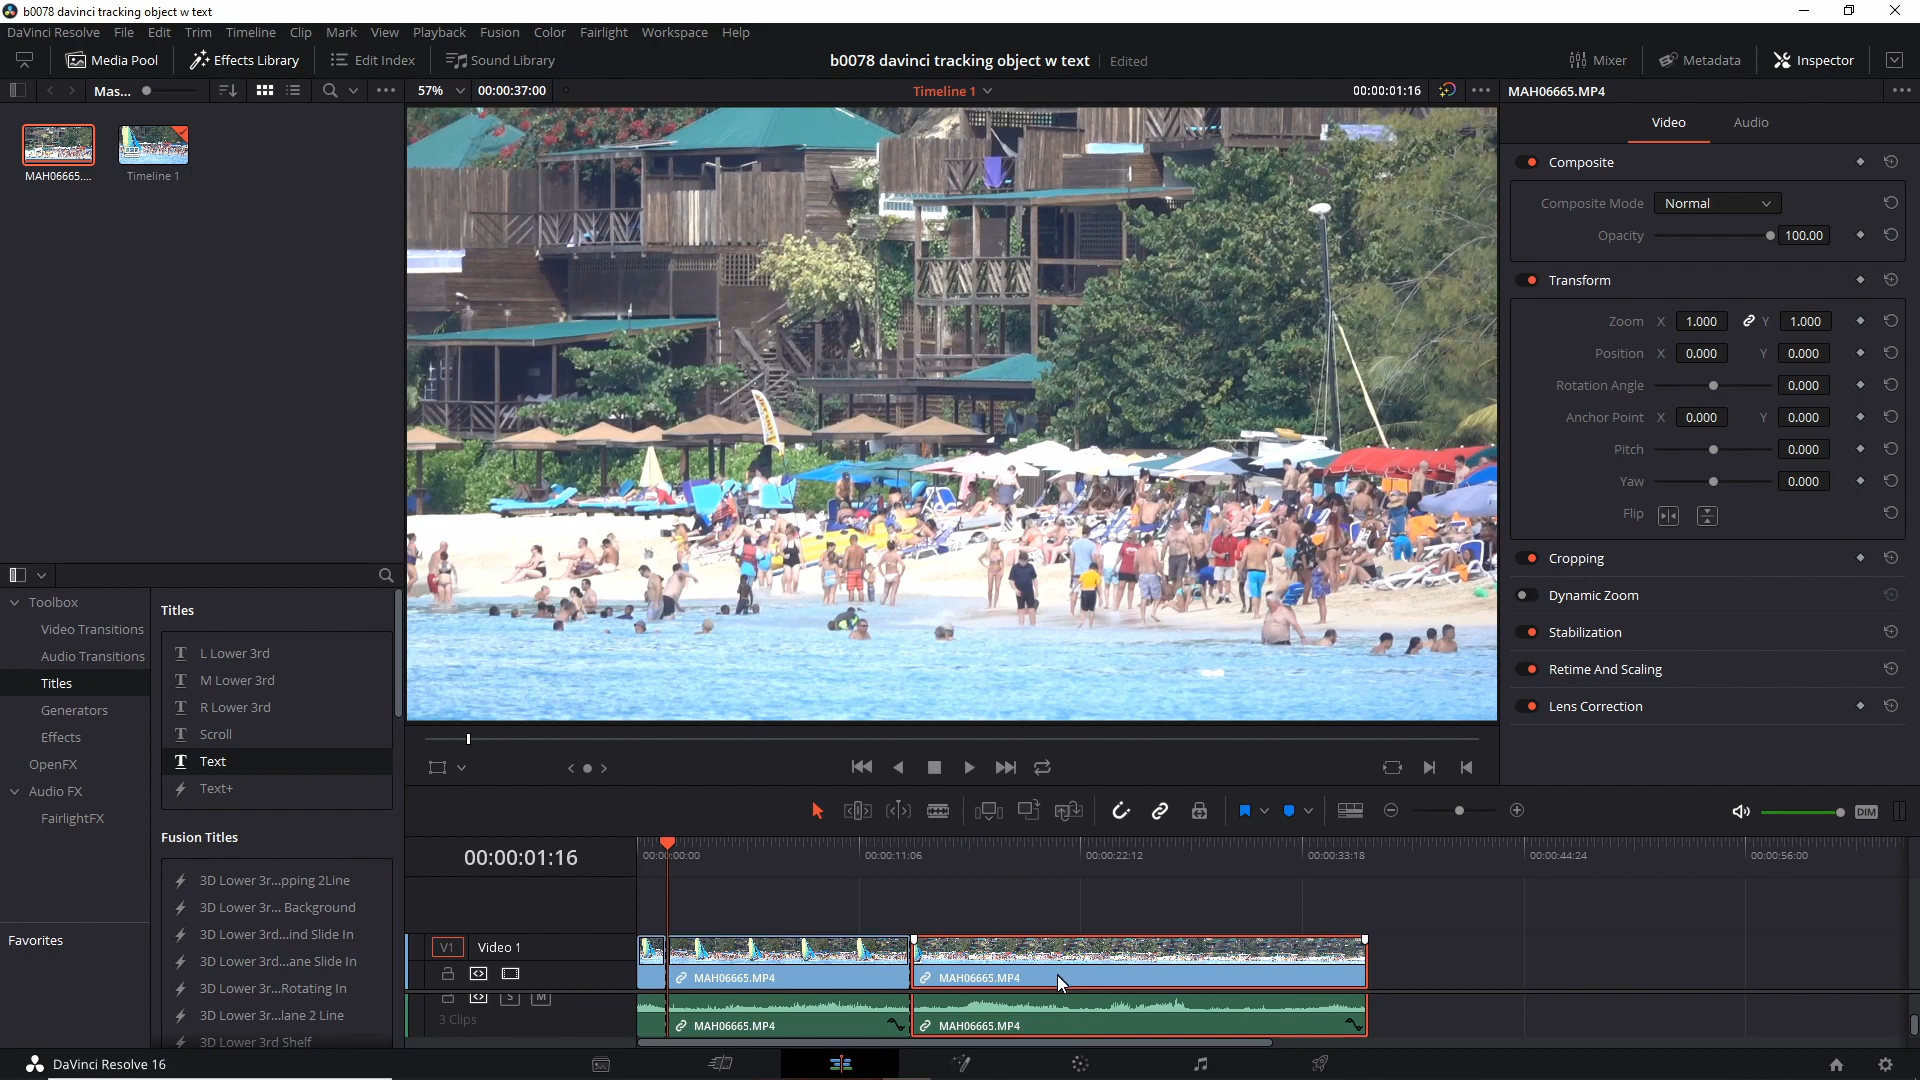 b0078 davinci tracking object w text
DaVinci Resolve File Edit Trim Timeline Clip Mark View Playback Fusion Color Fairlight Workspace Help
Media Pool Effects Library Edit Index Sound Library b0078 davinci tracking object w text Edited Mixer Metadata Inspector
Mas... 57% 00:00:37:00 Timeline 1 00:00:01:16 MAH06665.MP4
Video Audio
Composite
MAH06665.... Timeline 1
Composite Mode Normal
Opacity 100.00
Transform
Zoom X 1.000 Y 1.000
Position X 0.000 Y 0.000
Rotation Angle 0.000
Anchor Point X 0.000 Y 0.000
Pitch 0.000
Yaw 0.000
Flip
Cropping
Dynamic Zoom
Stabilization
Retime And Scaling
Lens Correction
Toolbox
Video Transitions
Audio Transitions
Titles
Generators
Effects
OpenFX
Audio FX
FairlightFX
Favorites
Titles
L Lower 3rd
M Lower 3rd
R Lower 3rd
Scroll
Text
Text+
Fusion Titles
3D Lower 3r...pping 2Line
3D Lower 3r... Background
3D Lower 3rd...ind Slide In
3D Lower 3rd...ane Slide In
3D Lower 3r...Rotating In
3D Lower 3r...lane 2 Line
3D Lower 3rd Shelf
DIM
00:00:01:16 00:00:00:00 00:00:11:06 00:00:22:12 00:00:33:18 00:00:44:24 00:00:56:00
V1 Video 1
MAH06665.MP4 MAH06665.MP4
S M
3 Clips
MAH06665.MP4 MAH06665.MP4
DaVinci Resolve 16